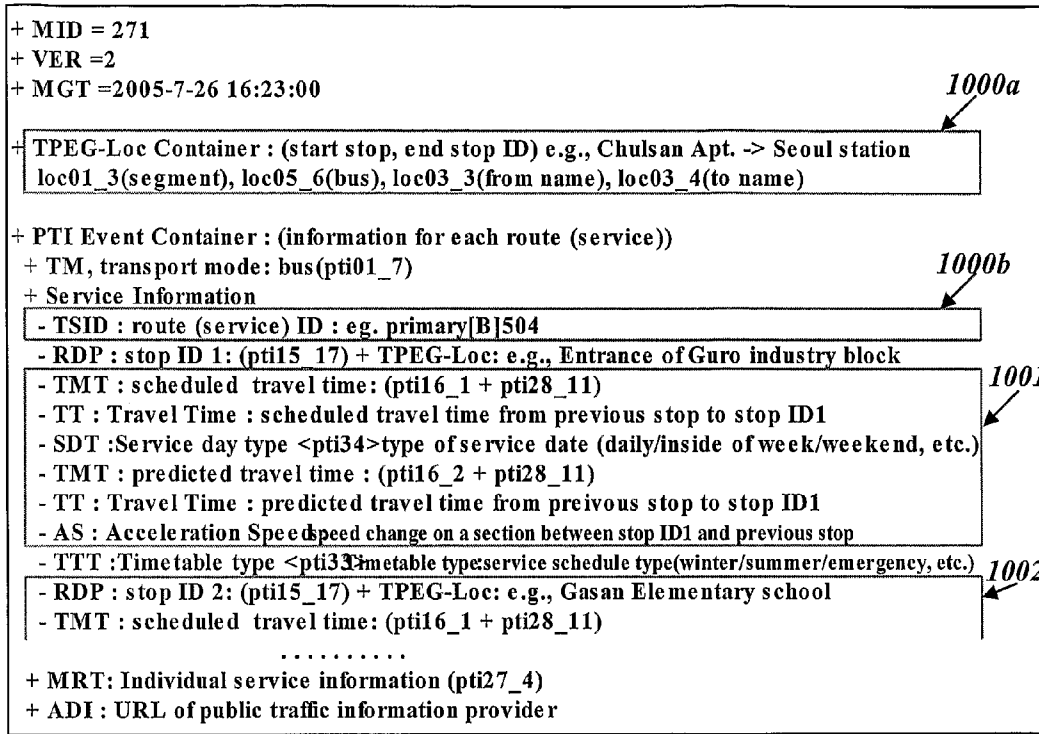 + MID = 271
+ VER =2
+ MGT =2005-7-26 16:23:00
1000a
+ TPEG-Loc Container : (start stop, end stop ID) e.g., Chulsan Apt. -> Seoul station
loc01_3(segment), loc05_6(bus), loc03_3(from name), loc03_4(to name)
+ PTI Event Container : (information for each route (service))
+ TM, transport mode: bus(pti01_7)
1000b
+ Service Information
- TSID : route (service) ID : eg. primary[B]504
- RDP : stop ID 1: (pti15_17) + TPEG-Loc: e.g., Entrance of Guro industry block
1001
- TMT : scheduled travel time: (pti16_1 + pti28_11)
- TT : Travel Time : scheduled travel time from previous stop to stop ID1
- SDT :Service day type <pti34>type of service date (daily/inside of week/weekend, etc.)
- TMT : predicted travel time : (pti16_2 + pti28_11)
- TT : Travel Time : predicted travel time from preivous stop to stop ID1
- AS : Acceleration Speedspeed change on a section between stop ID1 and previous stop
- TTT :Timetable type <pti33>Timetable type:service schedule type(winter/summer/emergency, etc.)
1002
- RDP : stop ID 2: (pti15_17) + TPEG-Loc: e.g., Gasan Elementary school
- TMT : scheduled travel time: (pti16_1 + pti28_11)
. . . . . . . . . .
+ MRT: Individual service information (pti27_4)
+ ADI : URL of public traffic information provider